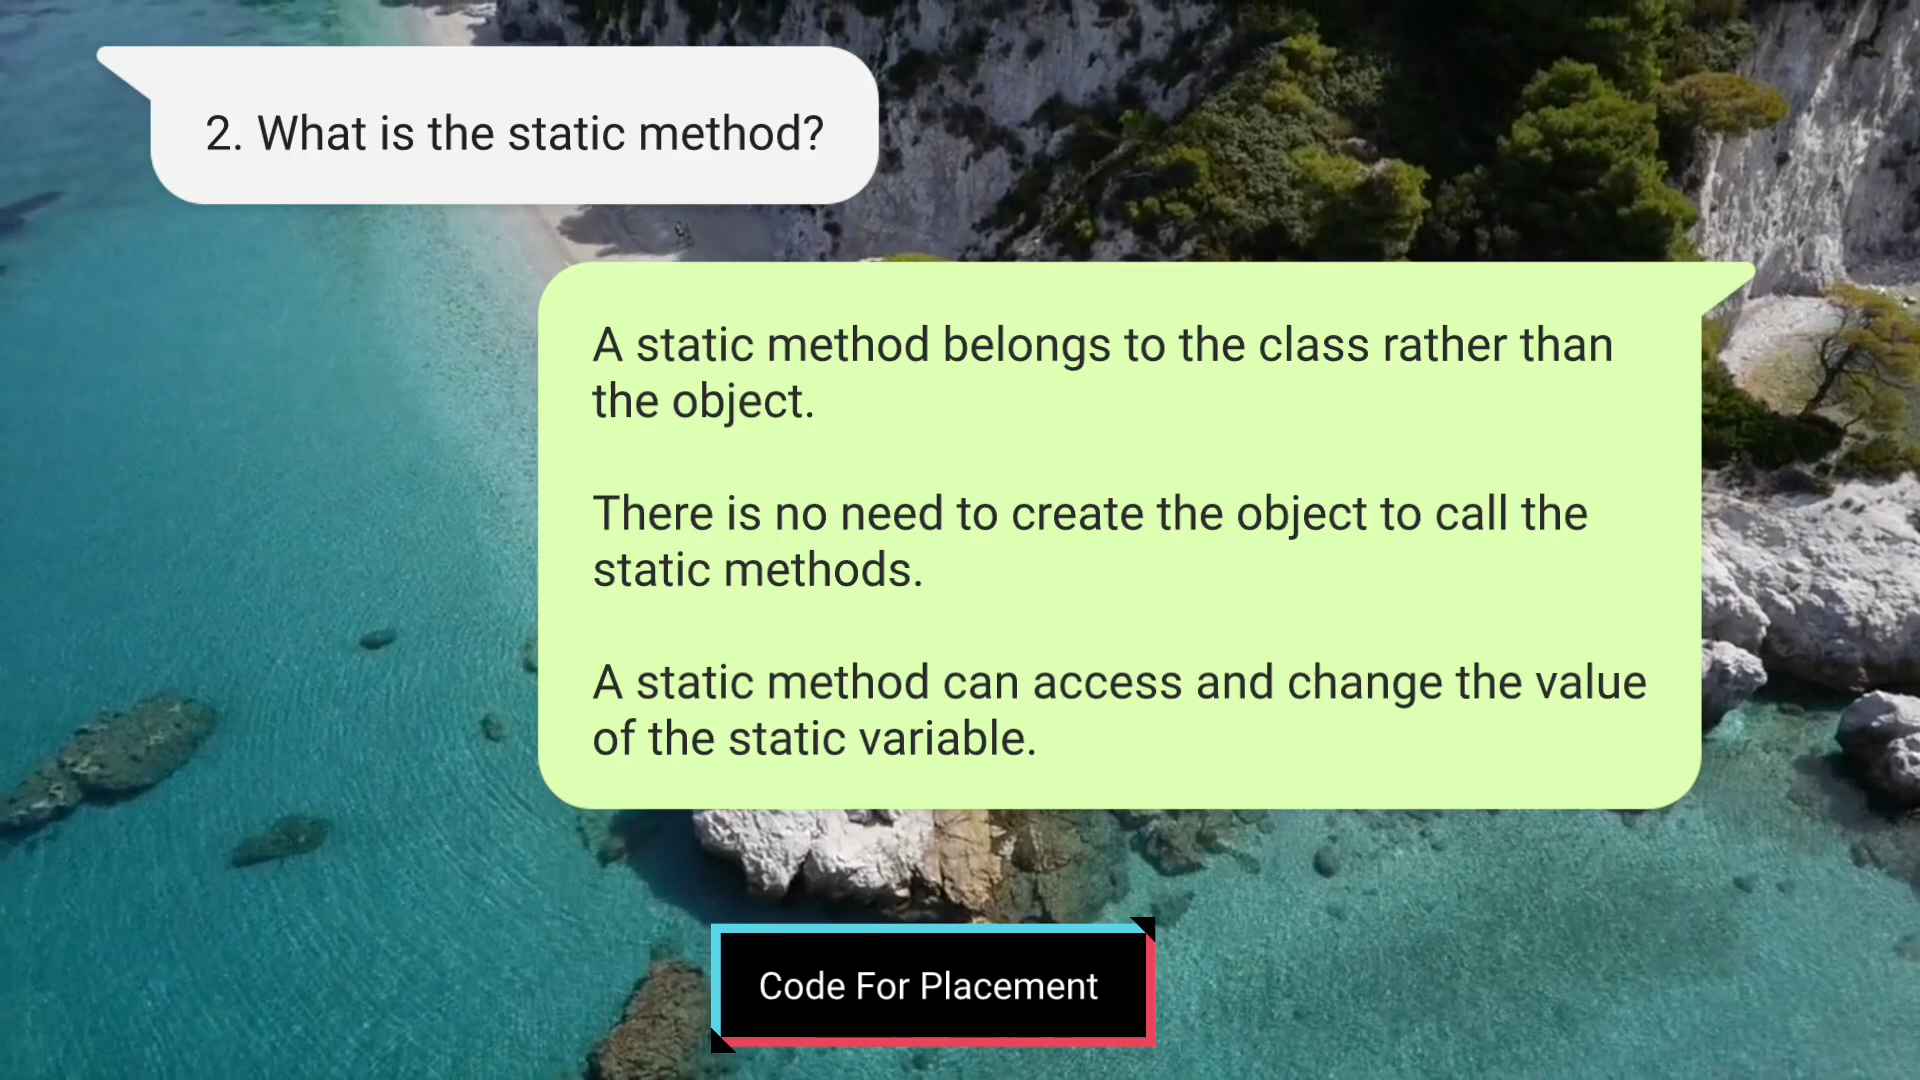 2. What is the static method?
A static method belongs to the class rather than
the object.
There is no need to create the object to call the
static methods.
A static method can access and change the value
of the static variable.
Code For Placement